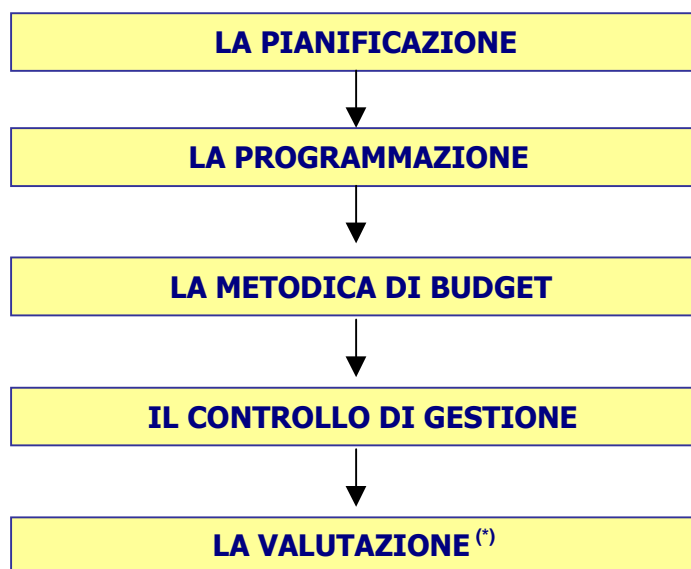 LA PIANIFICAZIONE
LA PROGRAMMAZIONE
LA METODICA DI BUDGET
IL CONTROLLO DI GESTIONE
LA VALUTAZIONE (*)